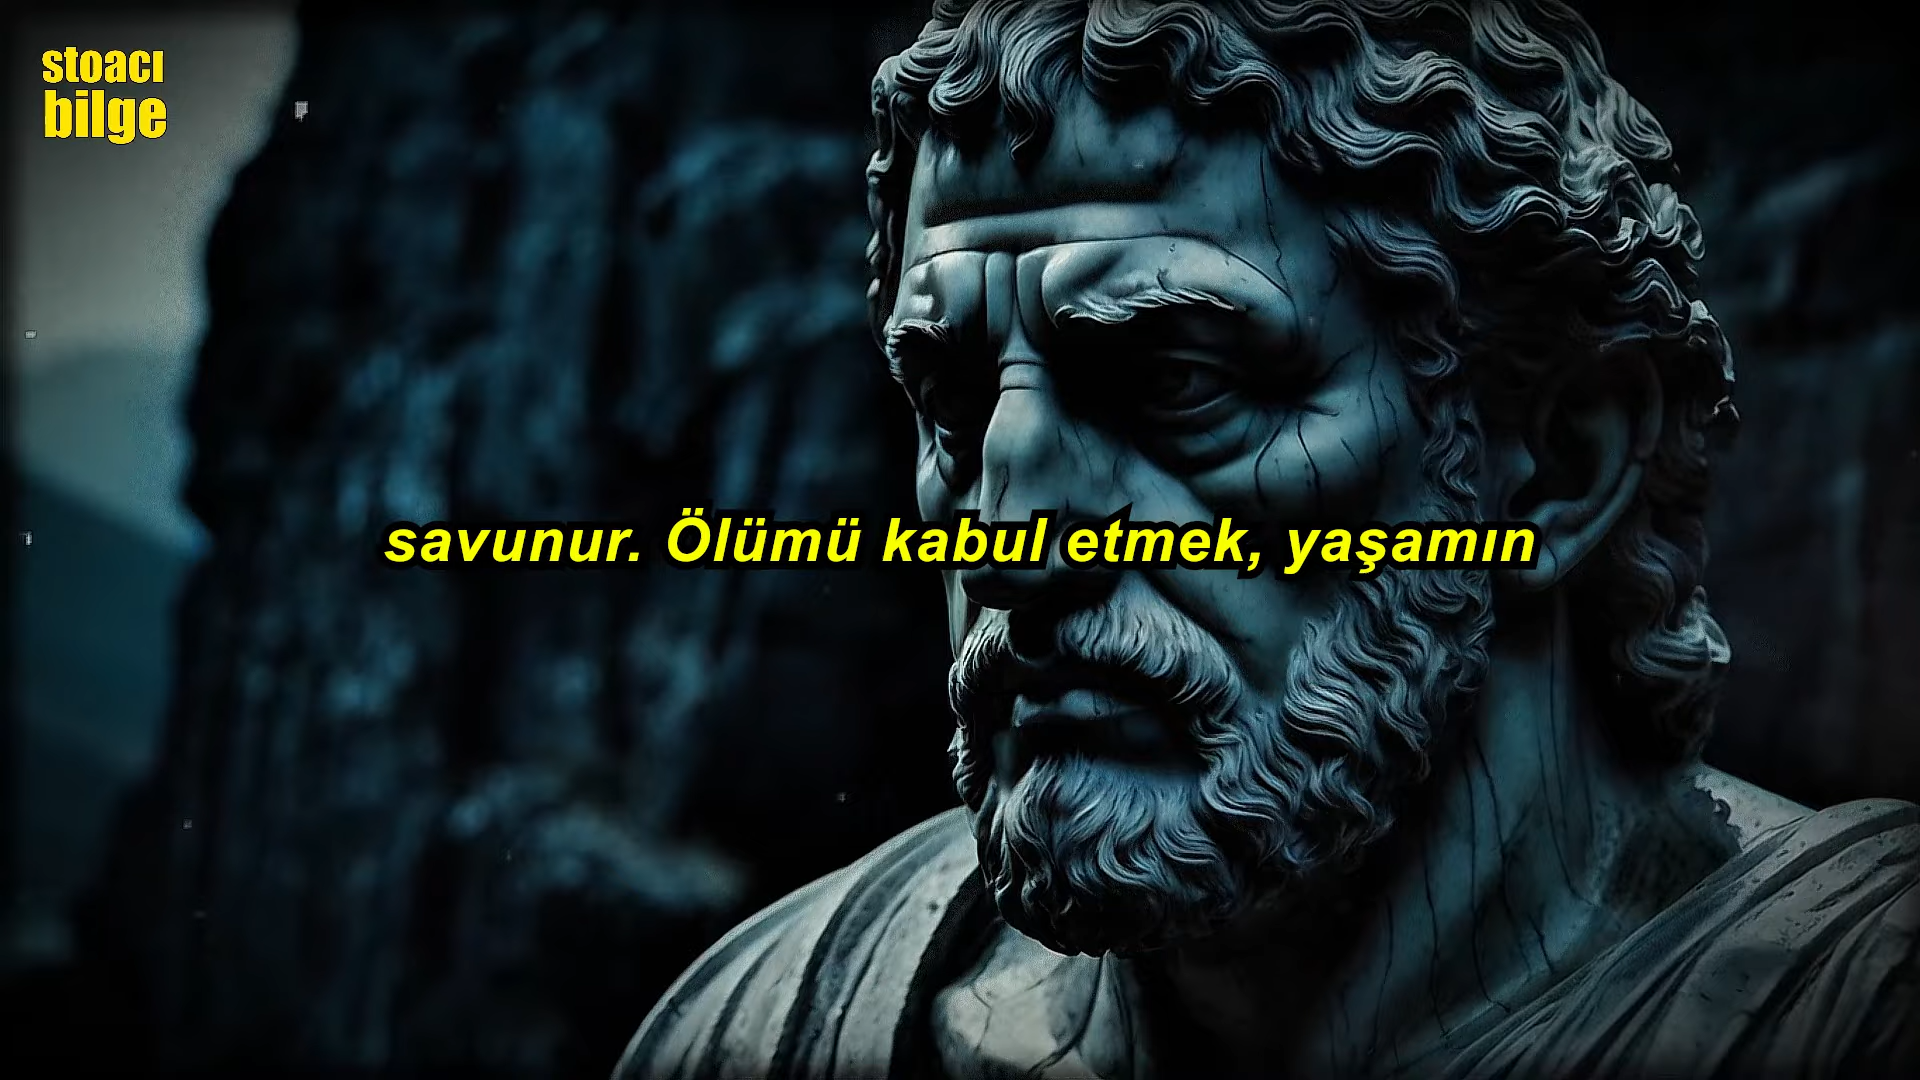 stoacı
bilge
savunur. Ölümü kabul etmek, yaşamın